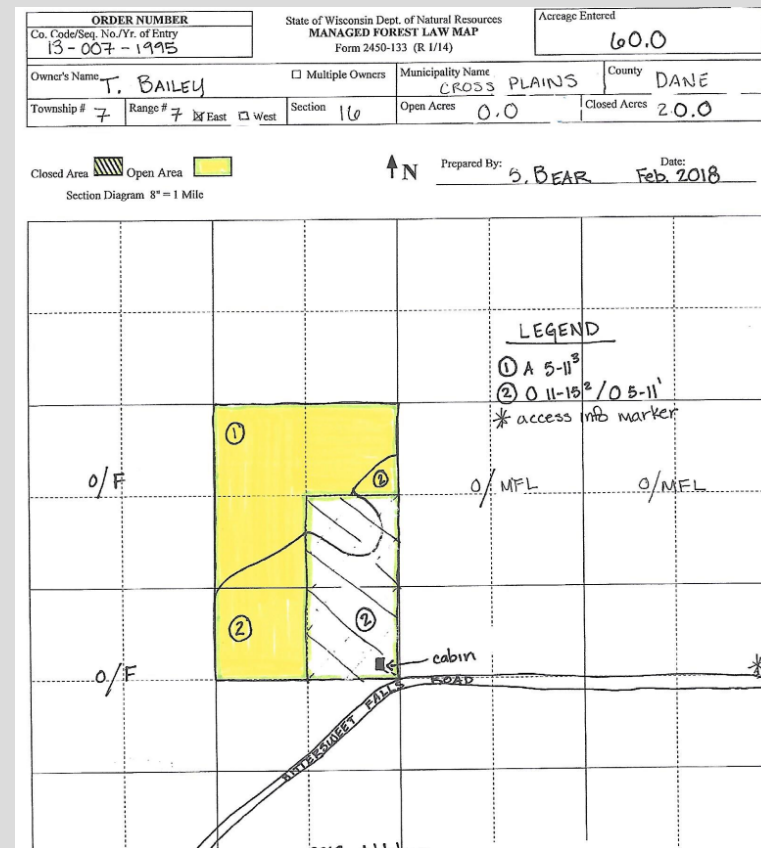 ORDER NUMBER
Co. Code/Seq. No./Yr. of Entry
13-007-1995
State of Wisconsin Dept. of Natural Resources
MANAGED FOREST LAW MAP
Form 2450-133 (R 1/14)
Acreage Entered
60.0
Owner's Name T. BAILEY
Multiple Owners
Municipality Name CROSS PLAINS
County DANE
Township # 7 Range # 7 East West Section 16
Open Acres 0.0
Closed Acres 20.0
Closed Area Open Area
N
Prepared By: S. BEAR
Date: Feb. 2018
Section Diagram 8" = 1 Mile
LEGEND
① A 5-11³
② O 11-15² / O 5-11¹
* access info marker
①
O/F
②
O/MFL
O/MFL
②
②
cabin
O/F
BITTERSWEET FALLS ROAD
*